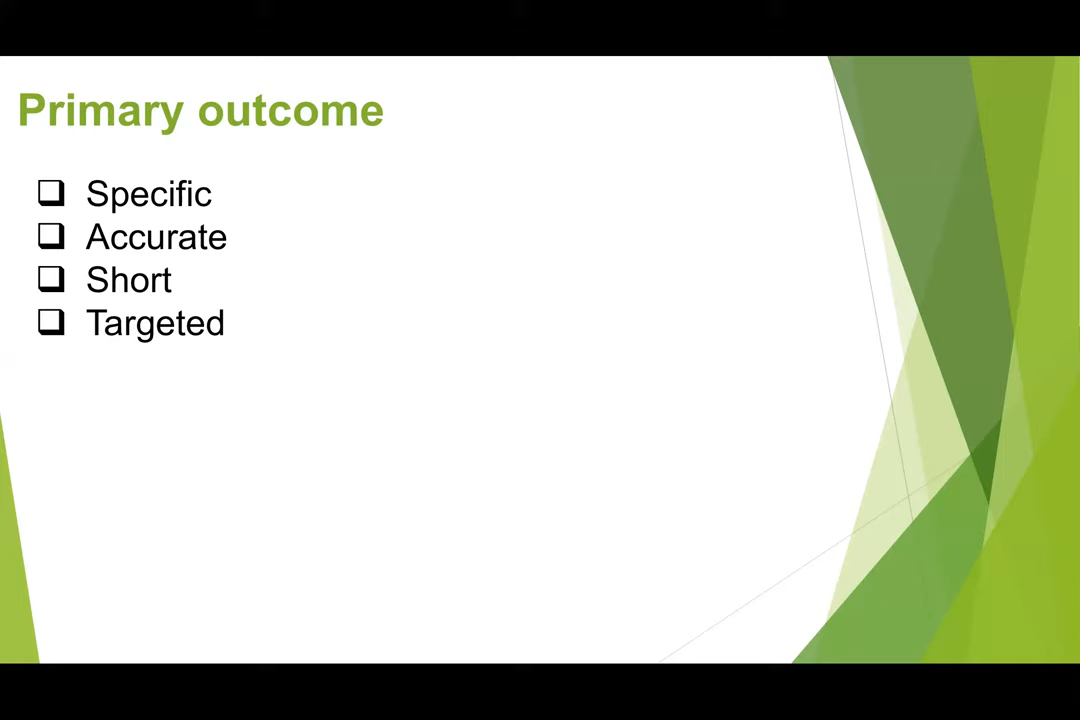 Primary outcome
❑ Specific
❑ Accurate
❑ Short
❑ Targeted